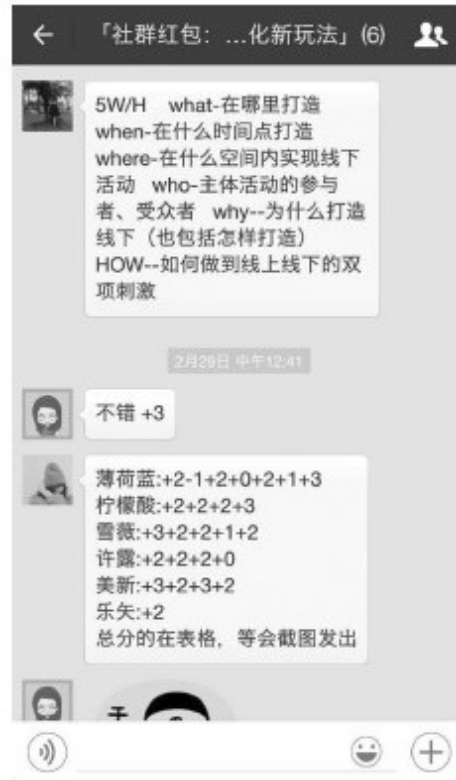 「社群红包：...化新玩法」(6)
5W/H what-在哪里打造
when-在什么时间点打造
where-在什么空间内实现线下
活动 who-主体活动的参与
者、受众者 why--为什么打造
线下（也包括怎样打造）
HOW--如何做到线上线下的双
项刺激
2月29日 中午12:41
不错 +3
薄荷蓝:+2-1+2+0+2+1+3
柠檬酸:+2+2+2+3
雪薇:+3+2+2+1+2
许露:+2+2+2+0
美新:+3+2+3+2
乐矢:+2
总分的在表格，等会截图发出